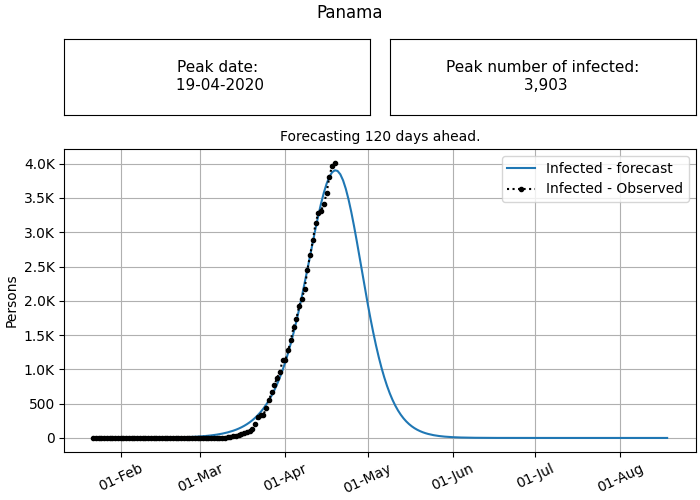 Panama
Peak date:
19-04-2020
Peak number of infected:
3,903
Forecasting 120 days ahead.
4.0K
3.5K
3.0K
2.5K
2.0K
1.5K
1.0K
500
0
Persons
Infected - forecast
Infected - Observed
01-Feb
01-Mar
01-Apr
01-May
01-Jun
01-Jul
01-Aug